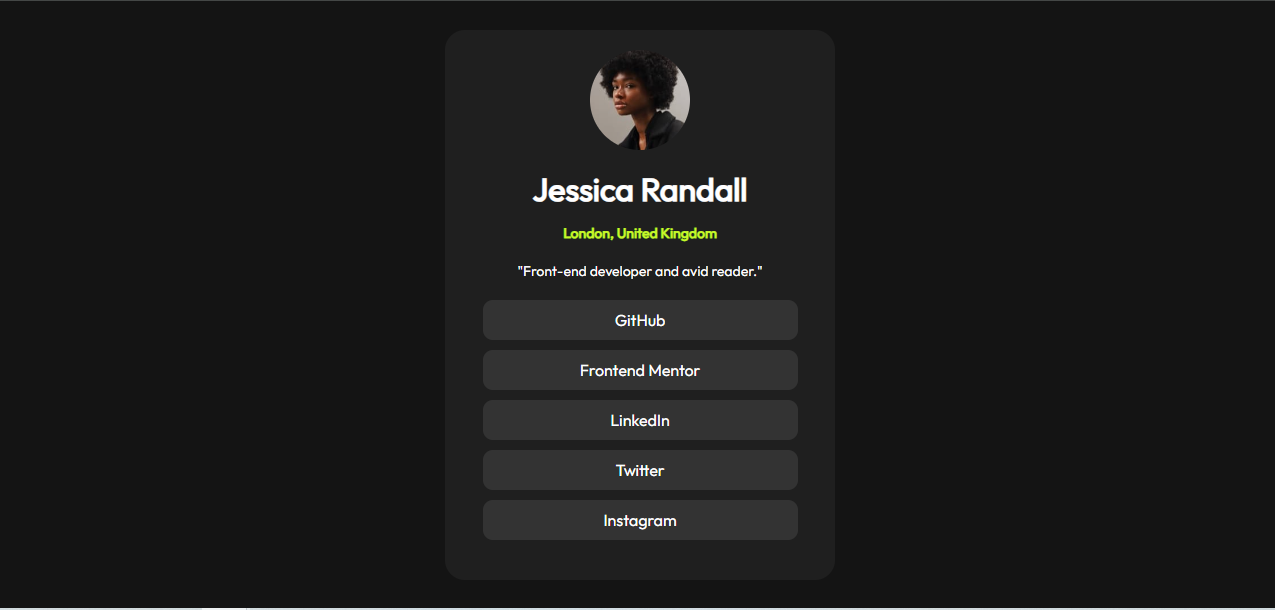 Jessica Randall
London, United Kingdom
"Front-end developer and avid reader."
GitHub
Frontend Mentor
LinkedIn
Twitter
Instagram